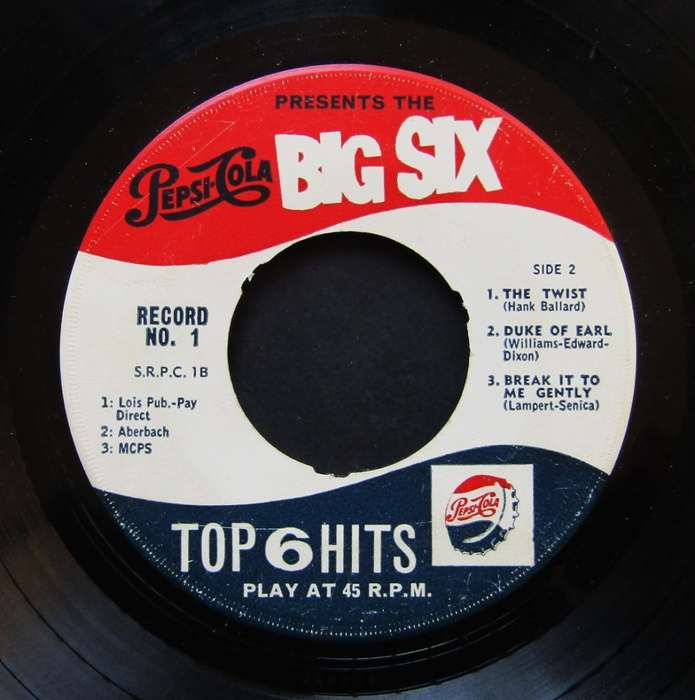 PRESENTS THE
PEPSI-COLA BIG SIX
RECORD
NO. 1
S.R.P.C. 1B
1: Lois Pub.-Pay
Direct
2: Aberbach
3: MCPS
SIDE 2
1. THE TWIST
(Hank Ballard)
2. DUKE OF EARL
(Williams-Edward-
Dixon)
3. BREAK IT TO
ME GENTLY
(Lampert-Senica)
PEPSI-COLA
TOP 6 HITS
PLAY AT 45 R.P.M.